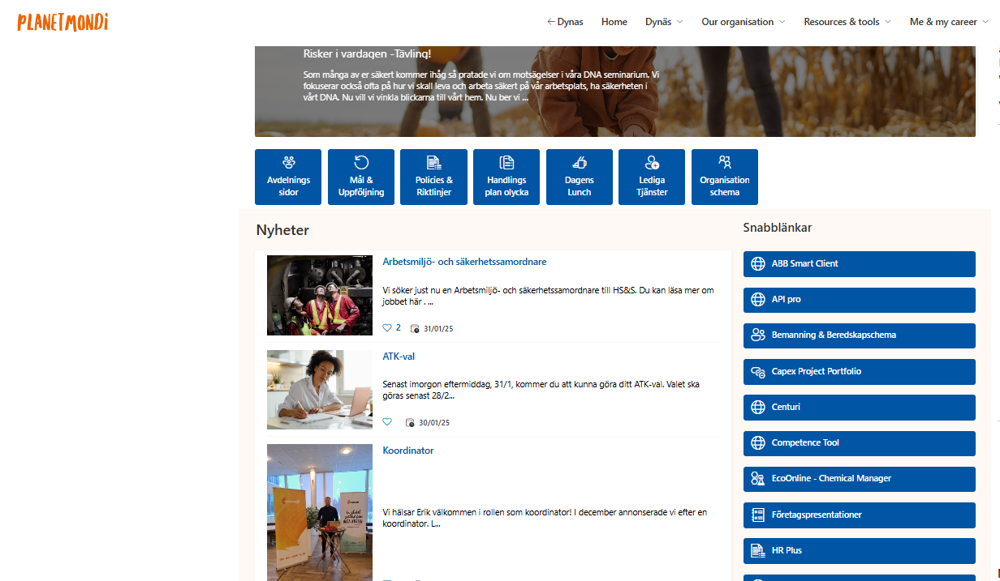 PLANETMONDi
← Dynas Home Dynäs Our organisation Resources & tools Me & my career
Risker i vardagen -Tävling!
Som många av er säkert kommer ihåg så pratade vi om motsägelser i våra DNA seminarium. Vi
fokuserar också ofta på hur vi skall leva och arbeta säkert på vår arbetsplats, ha säkerheten i
vårt DNA. Nu vill vi vinkla blickarna till vårt hem. Nu ber vi ...
Avdelnings
sidor
Mål &
Uppföljning
Policies &
Riktlinjer
Handlings
plan olycka
Dagens
Lunch
Lediga
Tjänster
Organisation
schema
Nyheter
Arbetsmiljö- och säkerhetssamordnare
Vi söker just nu en Arbetsmiljö- och säkerhetssamordnare till HS&S. Du kan läsa mer om
jobbet här . ...
2 31/01/25
ATK-val
Senast imorgon eftermiddag, 31/1, kommer du att kunna göra ditt ATK-val. Valet ska
göras senast 28/2...
30/01/25
Koordinator
Vi hälsar Erik välkommen i rollen som koordinator! I december annonserade vi efter en
koordinator. L...
Snabblänkar
ABB Smart Client
API pro
Bemanning & Beredskapschema
Capex Project Portfolio
Centuri
Competence Tool
EcoOnline - Chemical Manager
Företagspresentationer
HR Plus